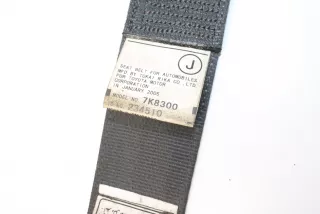 J
SEAT BELT FOR AUTOMOBILES
MFD BY TOKAI RIKA CO., LTD.
FOR TOYOTA MOTOR
CORPORATION
IN JANUARY 2005
MODEL NO. 7K8300
234510